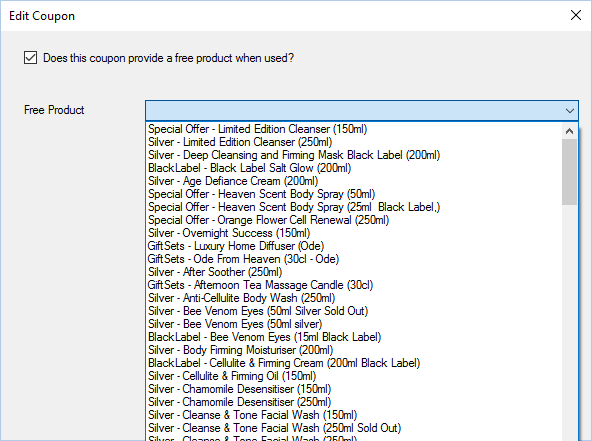 Edit Coupon
Does this coupon provide a free product when used?
Free Product
Special Offer - Limited Edition Cleanser (150ml)
Silver - Limited Edition Cleanser (250ml)
Silver - Deep Cleansing and Firming Mask Black Label (200ml)
BlackLabel - Black Label Salt Glow (200ml)
Silver - Age Defiance Cream (200ml)
Special Offer - Heaven Scent Body Spray (50ml)
Special Offer - Heaven Scent Body Spray (25ml  Black Label,)
Special Offer - Orange Flower Cell Renewal (250ml)
Silver - Overnight Success (150ml)
GiftSets - Luxury Home Diffuser (Ode)
GiftSets - Ode From Heaven (30cl - Ode)
Silver - After Soother (250ml)
GiftSets - Afternoon Tea Massage Candle (30cl)
Silver - Anti-Cellulite Body Wash (250ml)
Silver - Bee Venom Eyes (50ml Silver Sold Out)
Silver - Bee Venom Eyes (50ml silver)
BlackLabel - Bee Venom Eyes (15ml Black Label)
Silver - Body Firming Moisturiser (200ml)
BlackLabel - Cellulite & Firming Cream (200ml Black Label)
Silver - Cellulite & Firming Oil (150ml)
Silver - Chamomile Desensitiser (150ml)
Silver - Chamomile Desensitiser (250ml)
Silver - Cleanse & Tone Facial Wash (150ml)
Silver - Cleanse & Tone Facial Wash (250ml Sold Out)
Silver - Cleanse & Tone Facial Wash (250ml)